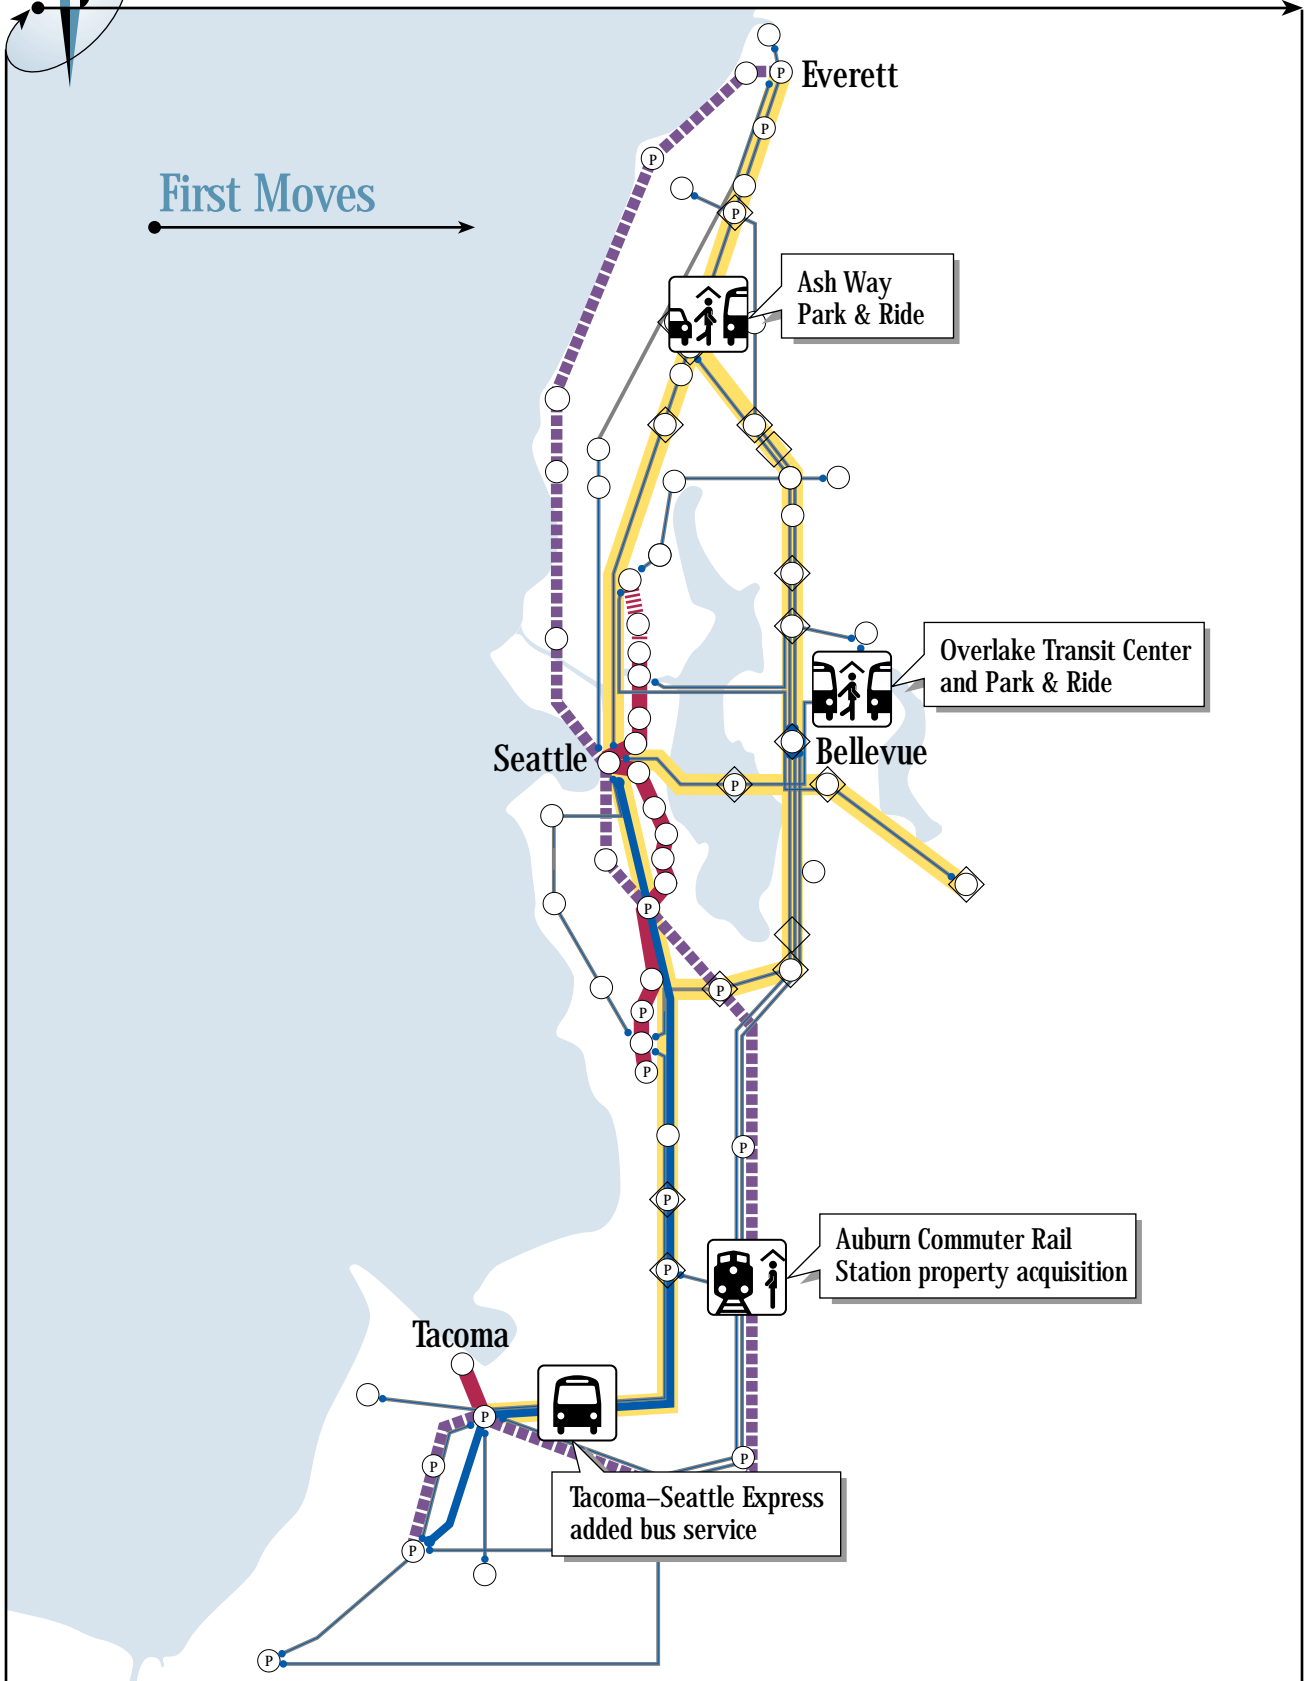 P
Everett
P
P
First Moves
P
Ash Way
Park & Ride
Overlake Transit Center
and Park & Ride
Seattle
Bellevue
P
P
P
P
P
P
P
P
Auburn Commuter Rail
Station property acquisition
Tacoma
P
P
P
Tacoma–Seattle Express
added bus service
P
P